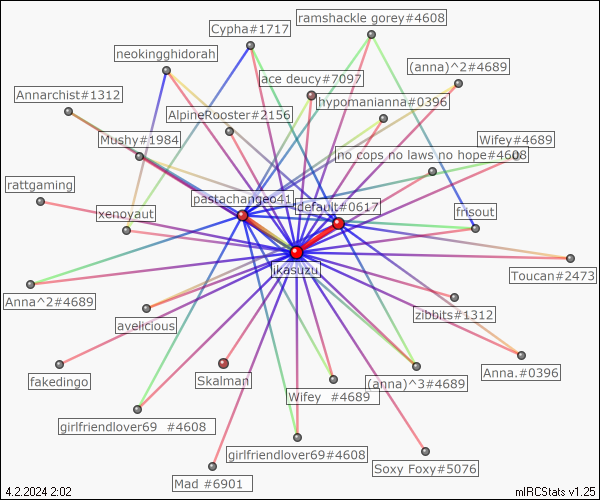 ramshackle gorey#4608
Cypha#1717
neokingghidorah
(anna)^2#4689
ace deucy#7097
Annarchist#1312
hypomanianna#0396
AlpineRooster#2156
Mushy#1984
Wifey#4689
no cops no laws no hope#4608
rattgaming
pastachangeo41
default#0617
xenoyaut
frisout
jikasuzu
Toucan#2473
Anna^2#4689
zibbits#1312
avelicious
Anna.#0396
fakedingo
Skalman
(anna)^3#4689
Wifey #4689
girlfriendlover69 #4608
girlfriendlover69#4608
Soxy Foxy#5076
Mad #6901
4.2.2024 2:02
mIRCStats v1.25